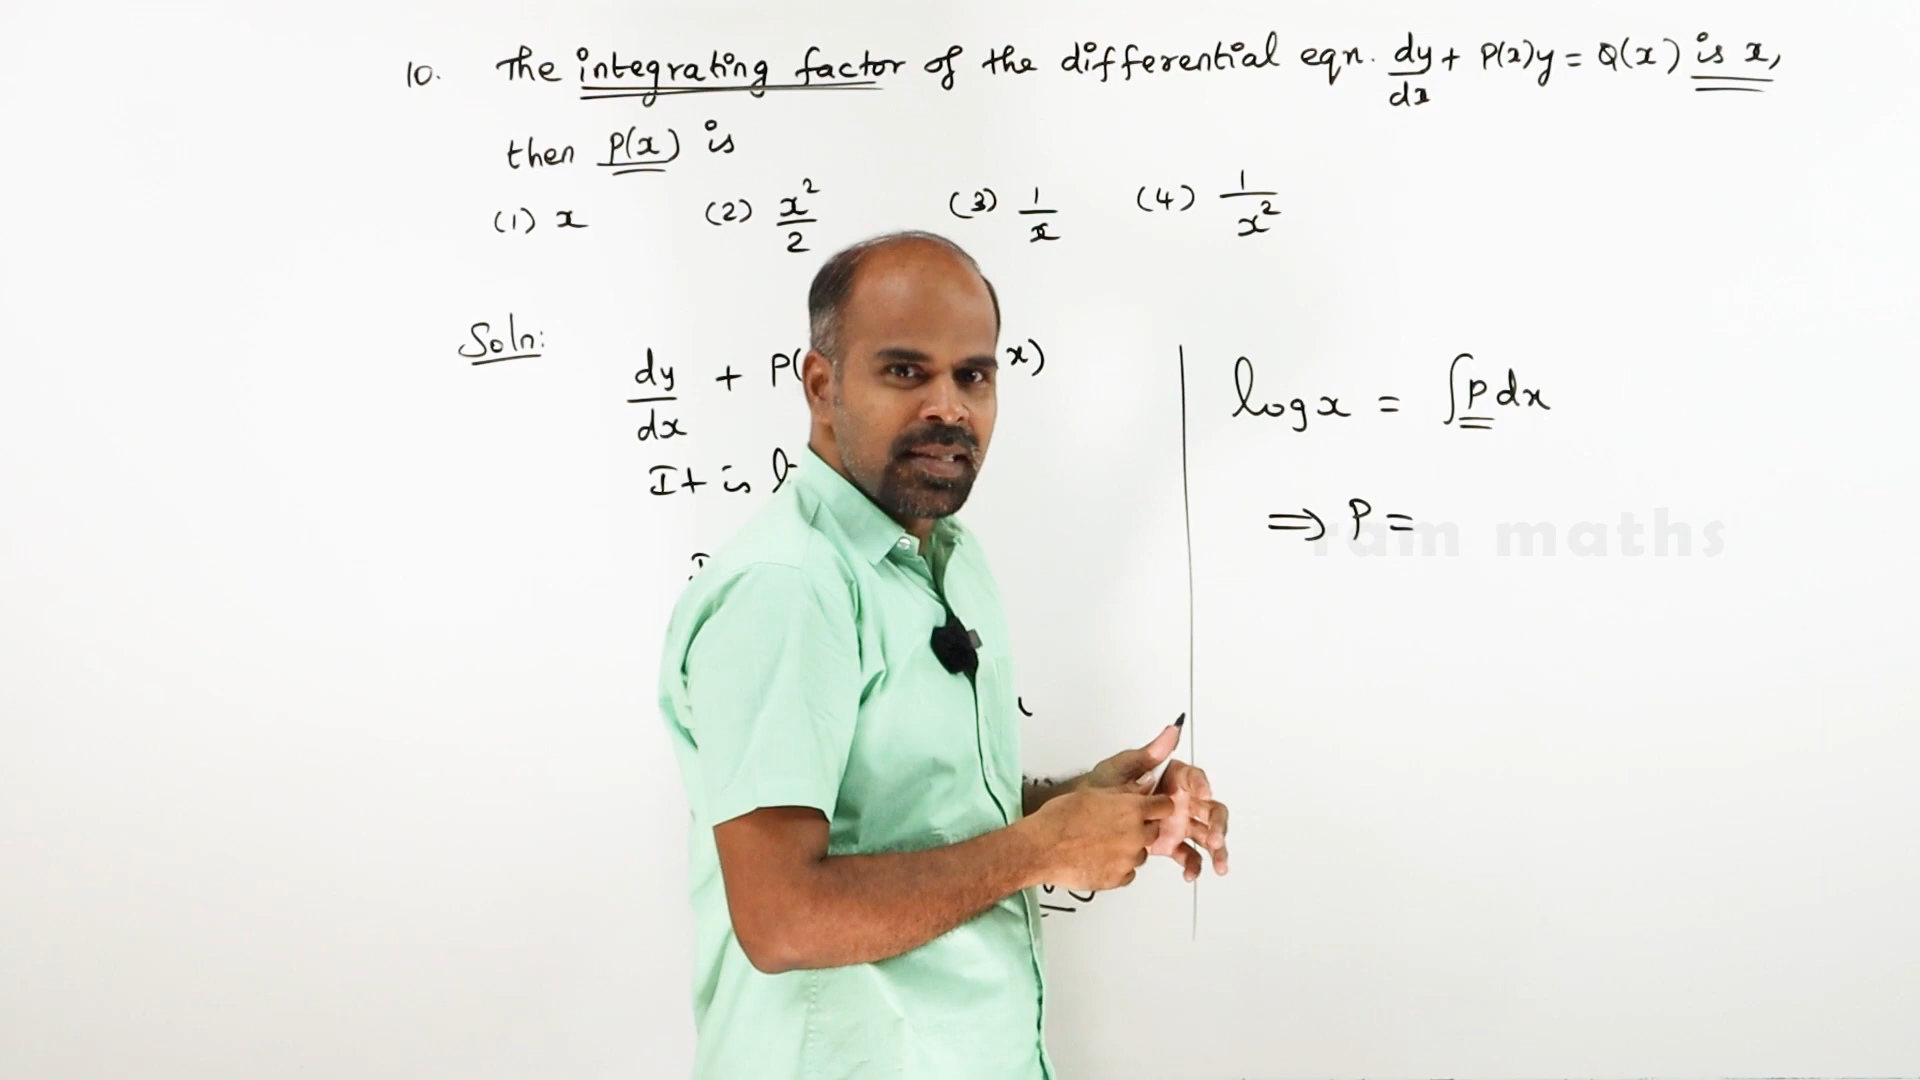 10. The integrating factor of the differential eqn. dy/dx + P(x)y = Q(x) is x,
then P(x) is
(1) x (2) x²/2 (3) 1/x (4) 1/x²
Soln:
dy/dx + P( x)
It is
log x = ∫P dx
⇒ P =
ram maths